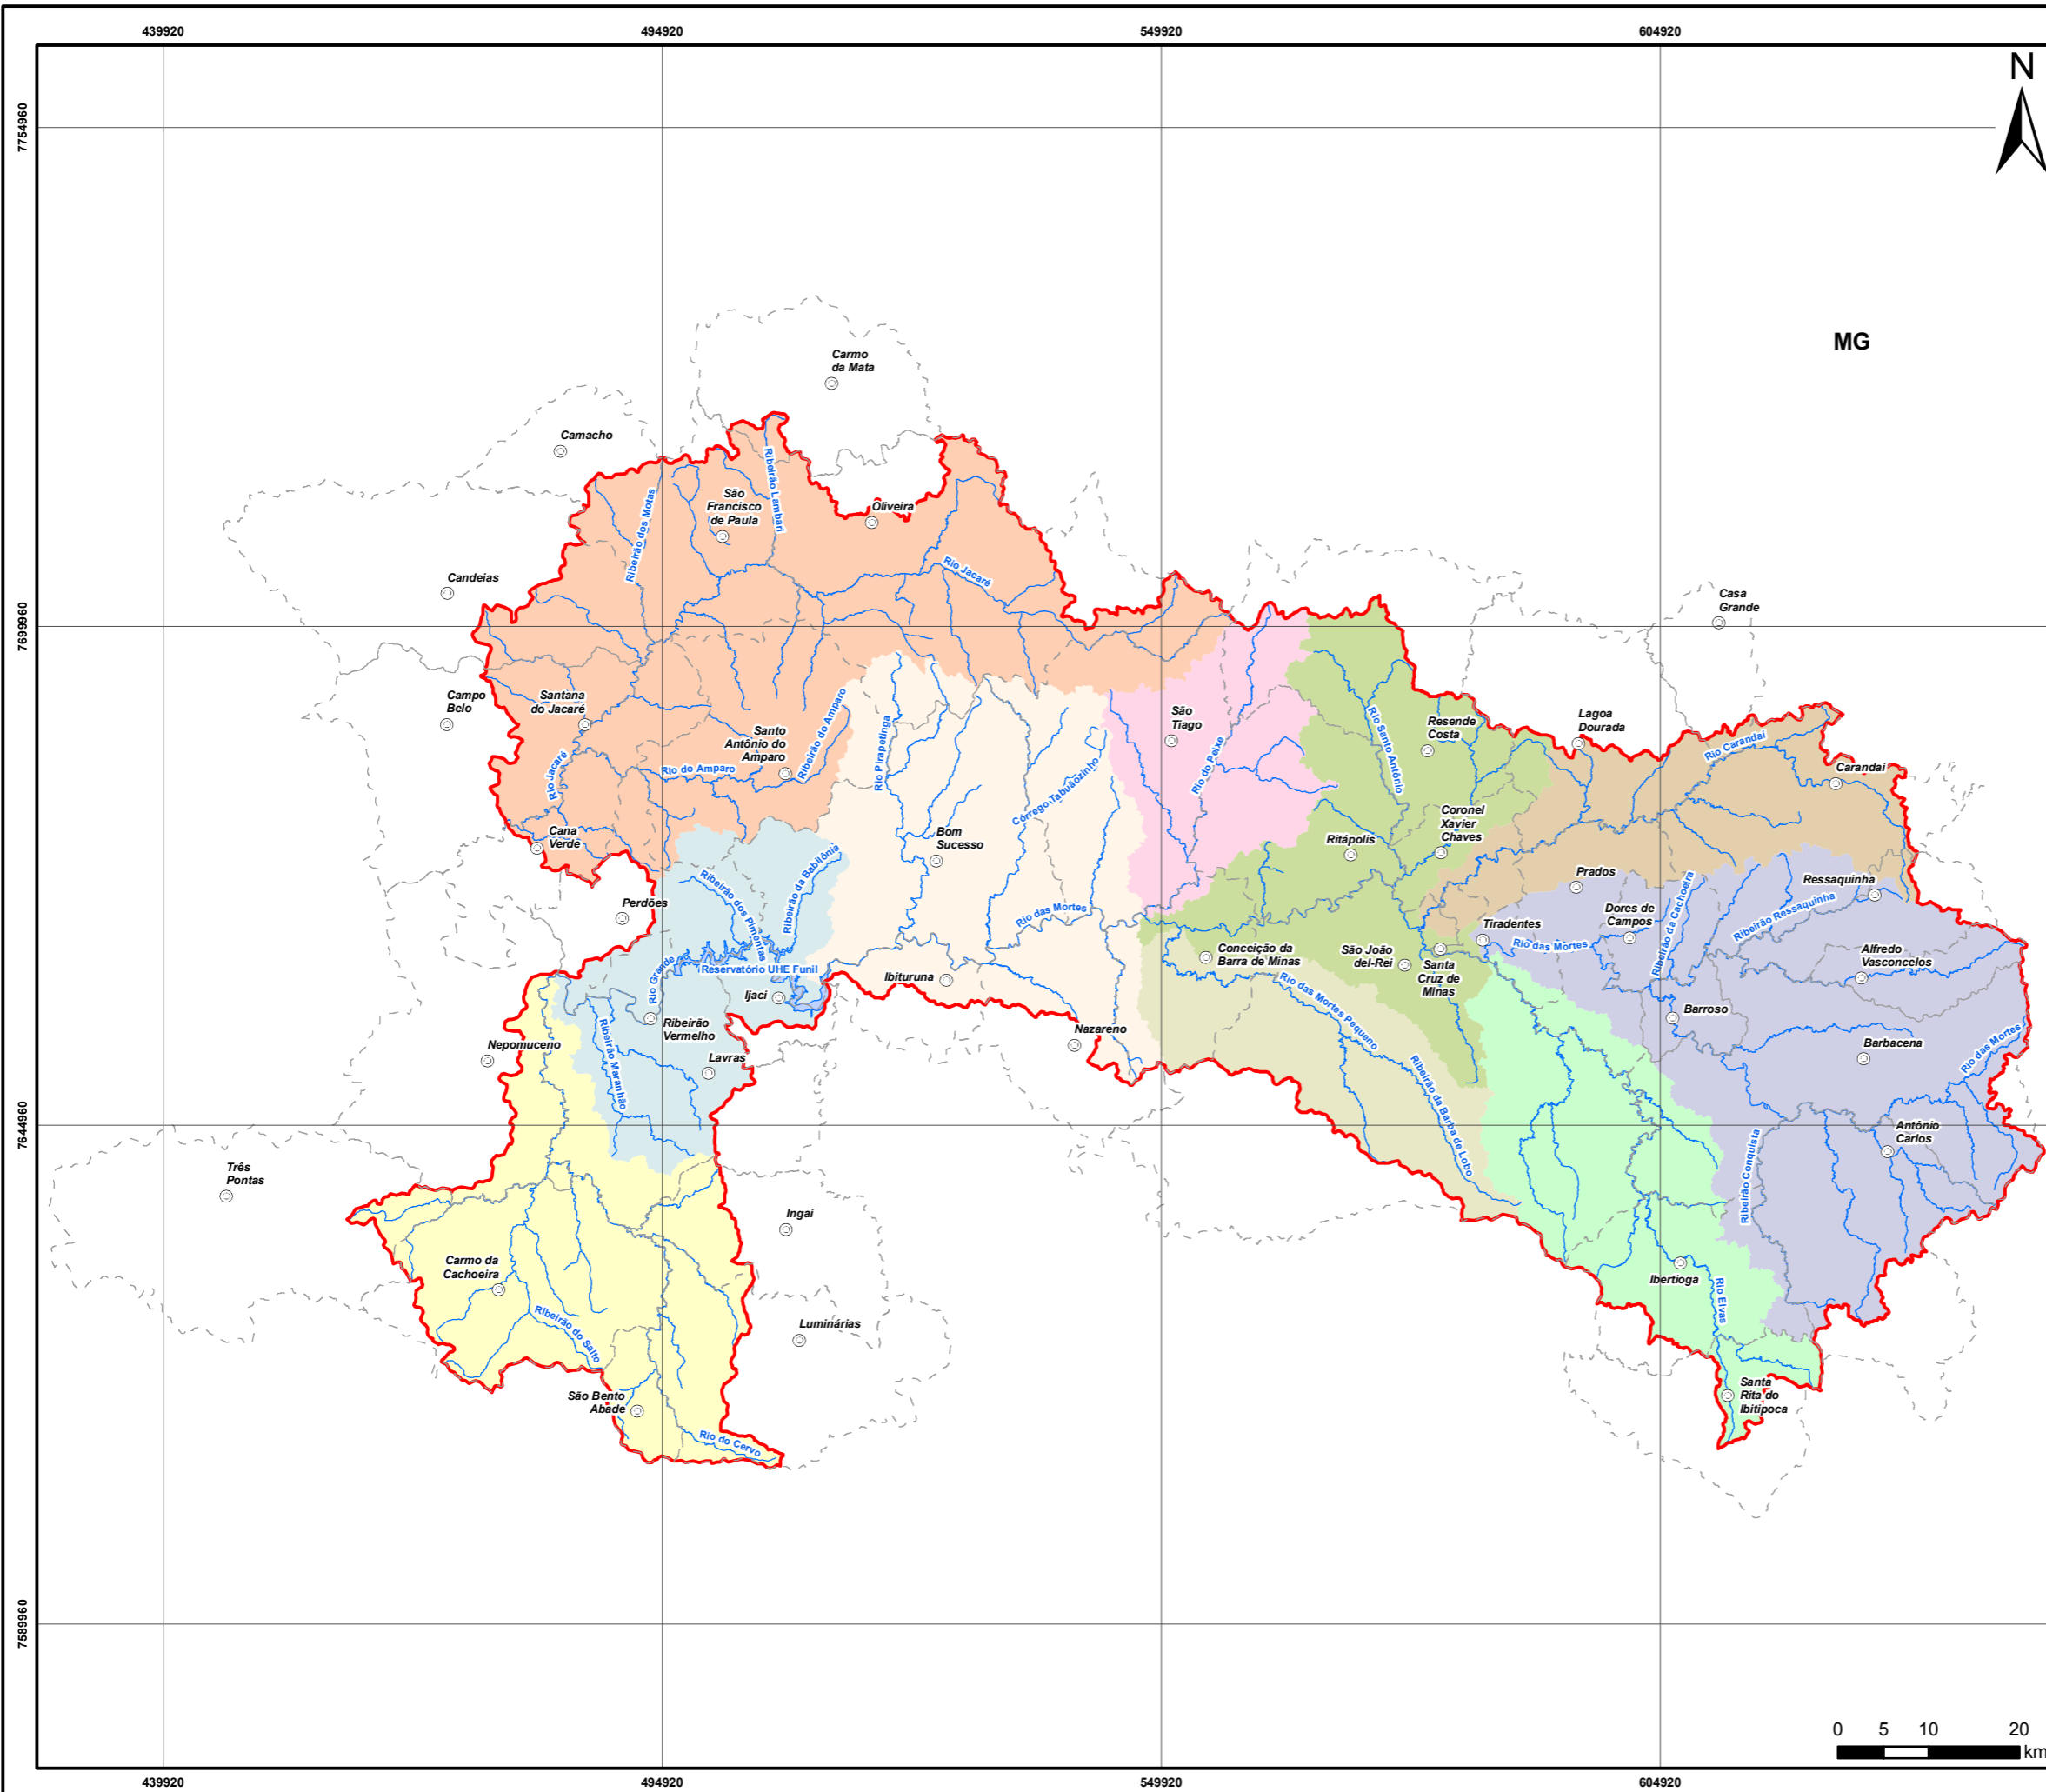 439920
494920
549920
604920
N
7754960
MG
Carmo
da Mata
Camacho
Oliveira
São
Francisco
de Paula
Ribeirão Lambari
Ribeirão dos Motas
Rio Jacaré
Candeias
Casa
Grande
7699960
Campo
Belo
Santana
do Jacaré
Rio Jacaré
Santo
Antônio do
Amparo
Rio do Amparo
Ribeirão do Amparo
Rio Pirapetinga
Córrego Tabuãozinho
São
Tiago
Rio do Peixe
Rio Santo Antônio
Resende
Costa
Lagoa
Dourada
Rio Carandaí
Carandaí
Cana
Verde
Bom
Sucesso
Ritápolis
Coronel
Xavier
Chaves
Prados
Ressaquinha
Perdões
Ribeirão dos Pimentas
Ribeirão da Babilônia
Rio das Mortes
Dores de
Campos
Ribeirão da Cachoeira
Ribeirão Ressaquinha
Tiradentes
Rio das Mortes
Conceição da
Barra de Minas
São João
del-Rei
Santa
Cruz de
Minas
Alfredo
Vasconcelos
Rio Grande
Reservatório UHE Funil
Ijaci
Ibituruna
Rio das Mortes Pequeno
Ribeirão
Vermelho
Ribeirão Maranhão
Nazareno
Barroso
Barbacena
Rio das Mortes
Nepomuceno
Lavras
Ribeirão da Barba de Lobo
7644960
Antônio
Carlos
Ribeirão Conquista
Três
Pontas
Ingaí
Carmo da
Cachoeira
Ibertioga
Rio Elvas
Ribeirão do Salto
Luminárias
São Bento
Abade
Santa
Rita do
Ibitipoca
Rio do Cervo
7589960
0 5 10 20
km
439920
494920
549920
604920